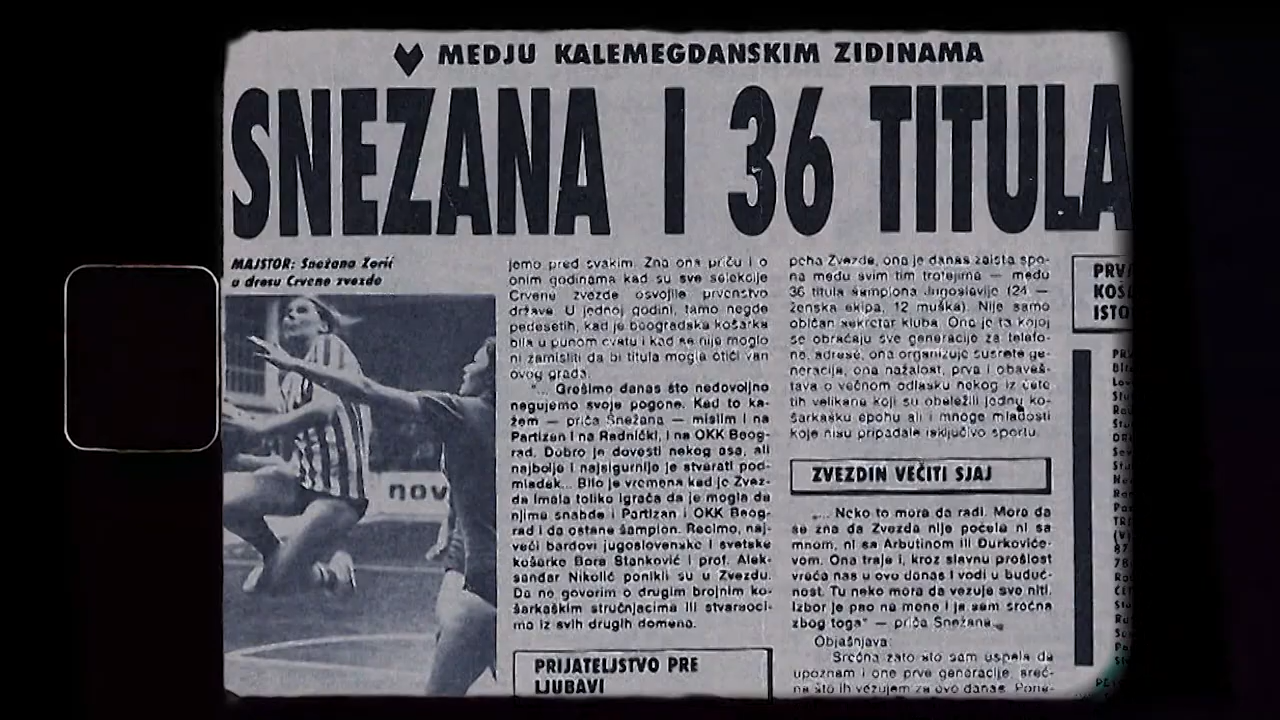 MEDJU KALEMEGDANSKIM ZIDINAMA
SNEZANA I 36 TITULA
MAJSTOR: Snežana Zorić
u dresu Crvene zvezde
jemo pred svakim. Zna ona priču i o
onim godinama kad su sve selekcije
Crvene zvezde osvojile prvenstvo
države. U jednoj godini, tamo negde
pedesetih, kad je beogradska košarka
bila u punom cvatu i kad se nije moglo
ni zamisliti da bi titula mogla otići van
ovog grada.
"... Grešimo danas što nedovoljno
negujemo svoje pogone. Kad to ka-
žem — priča Snežana — mislim i na
Partizan i na Radnički, i na OKK Beog-
rad. Dobro je dovesti nekog asa, ali
najbolje i najsigurnije je stvarati pod-
mladak... Bilo je vremena kad je Zvez-
da imala toliko igrača da je mogla da
njima snabde i Partizan i OKK Beog-
rad i da ostane šampion. Recimo, naj-
veći bardovi jugoslovenske i svetske
košarke Bora Stanković i prof. Alek-
sandar Nikolić ponikli su u Zvezdu.
Da ne govorim o drugim brojnim ko-
šarkaškim stručnjacima ili stvaraoci-
ma iz svih drugih domena.
PRIJATELJSTVO PRE
LJUBAVI
peha Zvezde, ona je danas zaista spo-
na među svim tim trofejima — među
36 titula šampiona Jugoslavije (24 —
ženska ekipa, 12 muška). Nije samo
običan sekretar kluba. Ona je ta kojoj
se obraćaju sve generacije za telefo-
ne, adrese, ona organizuje susrete ge-
neracija, ona nažalost, prva i obaveš-
tava o večnom odlasku nekog iz čete
tih velikana koji su obeležili jednu ko-
šarkašku epohu ali i mnoge mladosti
koje nisu pripadale isključivo sportu.
ZVEZDIN VEČITI SJAJ
„... Neko to mora da radi. Mora da
se zna da Zvezda nije počela ni sa
mnom, ni sa Arbutinom ili Đurkoviće-
vom. Ona traje i, kroz slavnu prošlost
vraća nas u ovo danas i vodi u buduć-
nost. Tu neko mora da vezuje sve niti.
Izbor je pao na mene i ja sam srećna
zbog toga" — priča Snežana.
Objašnjava:
Srećna zato što sam uspela da
upoznam i one prve generacije, sreć-
na što ih vezujem za ovo danas. Pone-
PRV
KOS
ISTO
nov